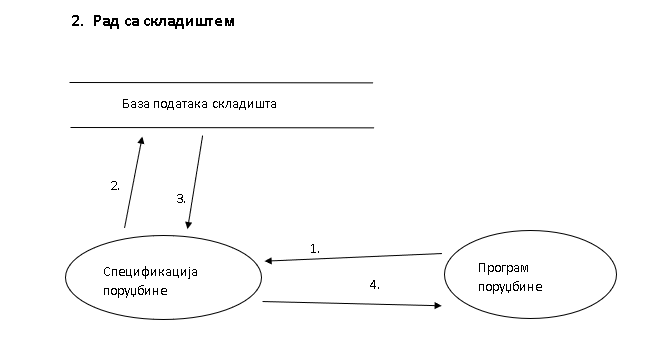 2. Рад са складиштем
База података складишта
2.
3.
1.
Спецификација
поруџбине
Програм
поруџбине
4.